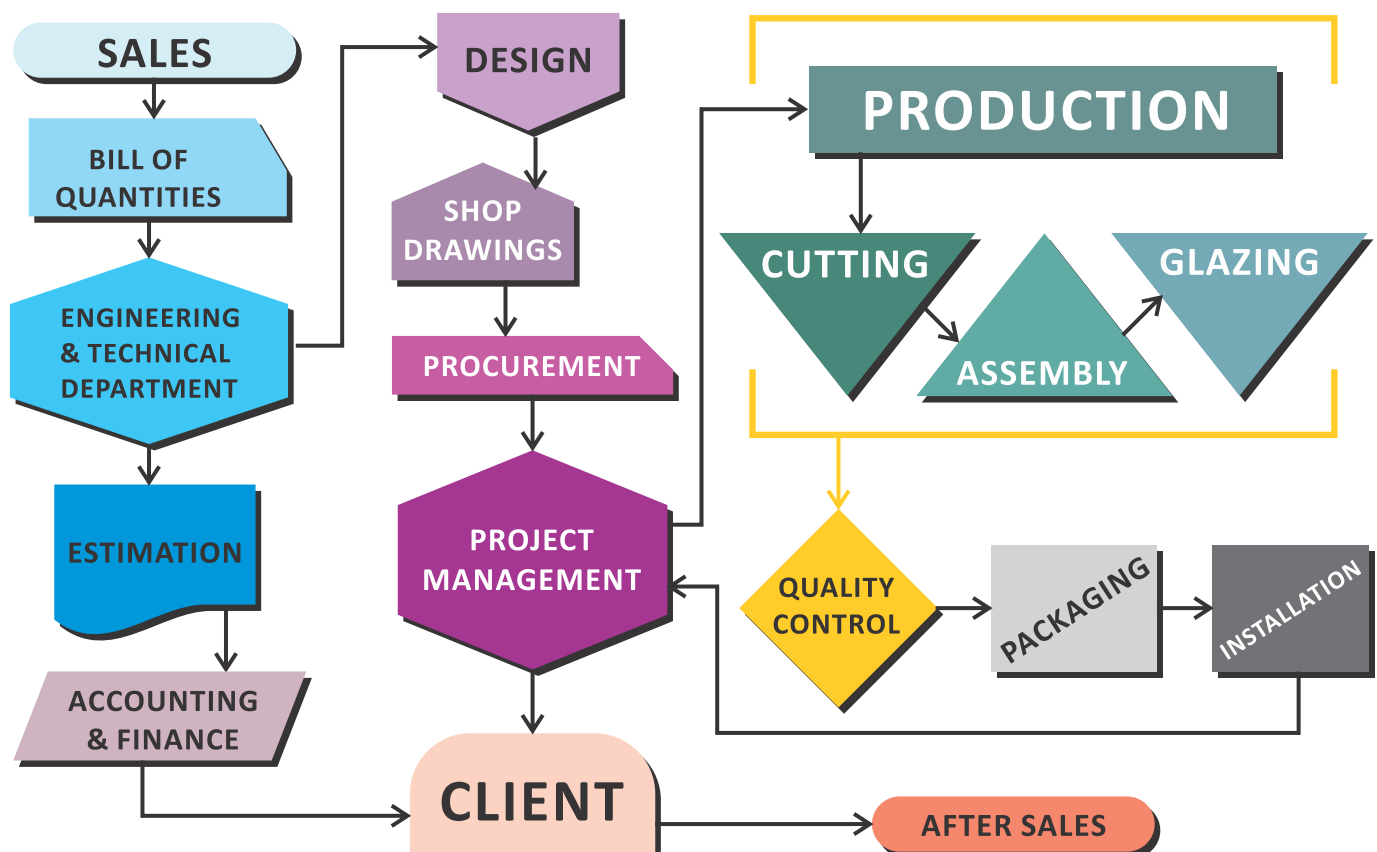 SALES
BILL OF
QUANTITIES
ENGINEERING
& TECHNICAL
DEPARTMENT
ESTIMATION
ACCOUNTING
& FINANCE
DESIGN
SHOP
DRAWINGS
PROCUREMENT
PROJECT
MANAGEMENT
CLIENT
PRODUCTION
CUTTING
ASSEMBLY
GLAZING
QUALITY
CONTROL
PACKAGING
INSTALLATION
AFTER SALES